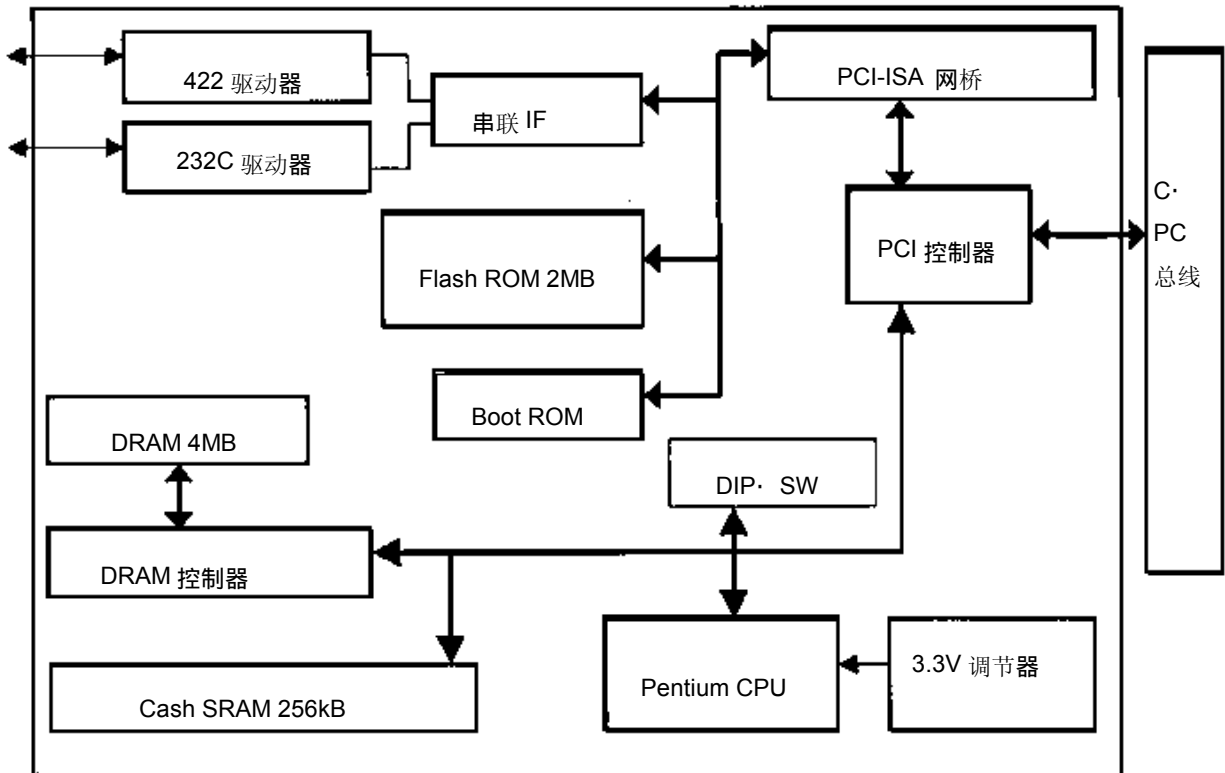 422 驱动器
232C 驱动器
串联 IF
PCI-ISA 网桥
PCI 控制器
C·
PC
总线
Flash ROM 2MB
Boot ROM
DRAM 4MB
DIP· SW
DRAM 控制器
Cash SRAM 256kB
Pentium CPU
3.3V 调节器